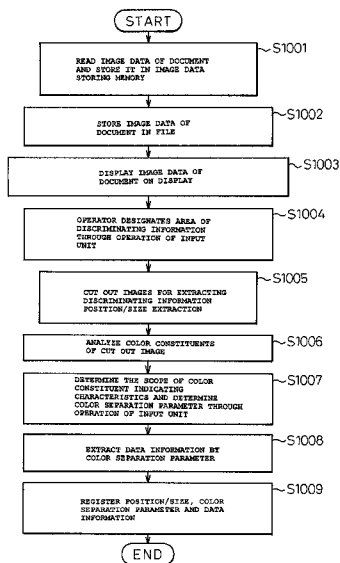 START
S1001
READ IMAGE DATA OF DOCUMENT
AND STORE IT IN IMAGE DATA
STORING MEMORY
S1002
STORE IMAGE DATA OF
DOCUMENT IN FILE
S1003
DISPLAY IMAGE DATA OF
DOCUMENT ON DISPLAY
S1004
OPERATOR DESIGNATES AREA OF
DISCRIMINATING INFORMATION
THROUGH OPERATION OF INPUT
UNIT
S1005
CUT OUT IMAGES FOR EXTRACTING
DISCRIMINATING INFORMATION
POSITION/SIZE EXTRACTION
S1006
ANALYZE COLOR CONSTITUENTS
OF CUT OUT IMAGE
S1007
DETERMINE THE SCOPE OF COLOR
CONSTITUENT INDICATING
CHARACTERISTICS AND DETERMINE
COLOR SEPARATION PARAMETER THROUGH
OPERATION OF INPUT UNIT
S1008
EXTRACT DATA INFORMATION BY
COLOR SEPARATION PARAMETER
S1009
REGISTER POSITION/SIZE, COLOR
SEPARATION PARAMETER AND DATA
INFORMATION
END